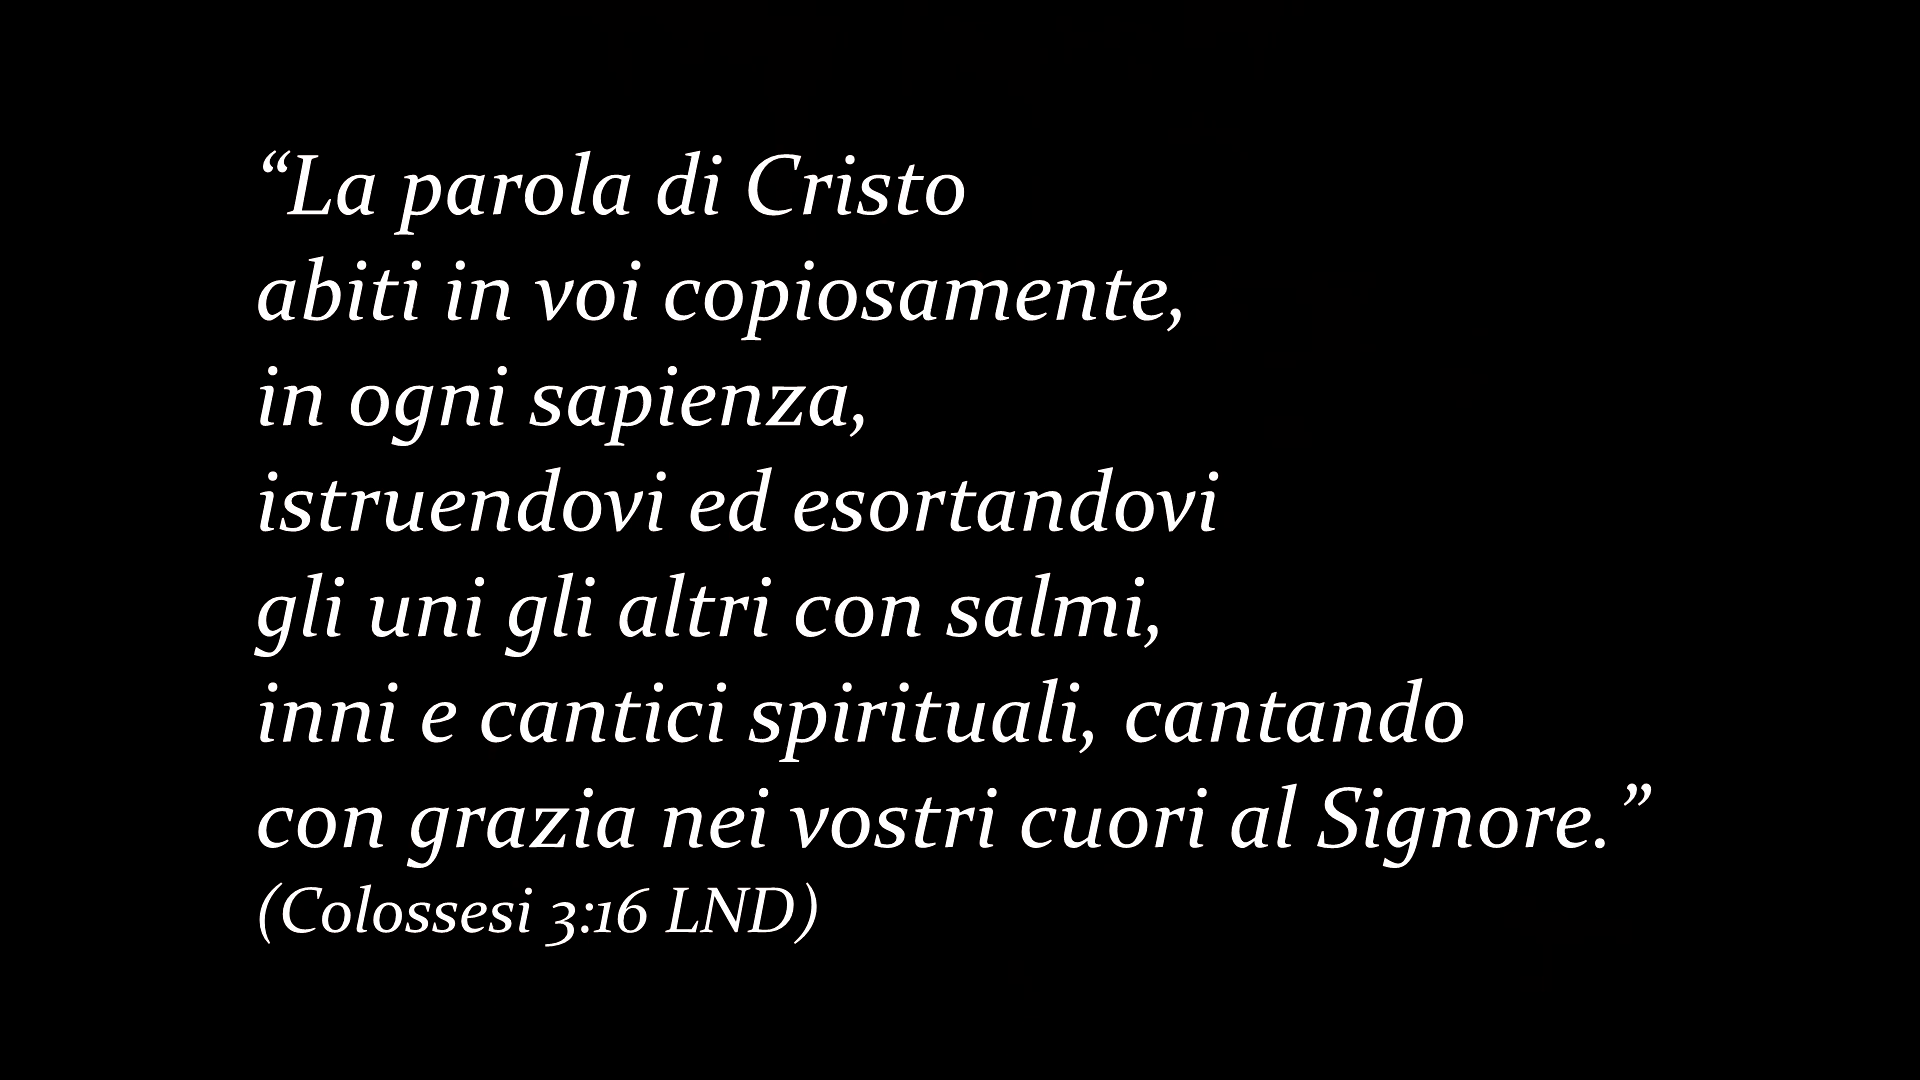 “La parola di Cristo
abiti in voi copiosamente,
in ogni sapienza,
istruendovi ed esortandovi
gli uni gli altri con salmi,
inni e cantici spirituali, cantando
con grazia nei vostri cuori al Signore.”
(Colossesi 3:16 LND)